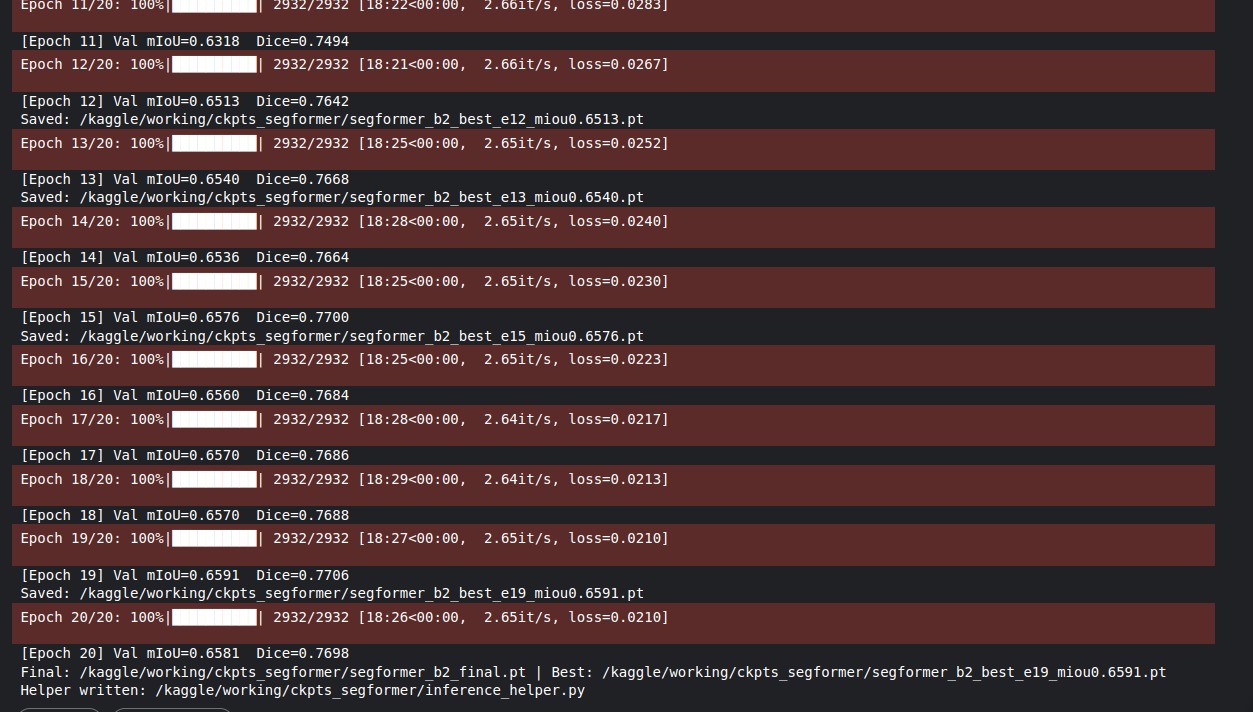 Epoch 11/20: 100%|██████████| 2932/2932 [18:22<00:00,  2.66it/s, loss=0.0283]
[Epoch 11] Val mIoU=0.6318  Dice=0.7494
Epoch 12/20: 100%|██████████| 2932/2932 [18:21<00:00,  2.66it/s, loss=0.0267]
[Epoch 12] Val mIoU=0.6513  Dice=0.7642
Saved: /kaggle/working/ckpts_segformer/segformer_b2_best_e12_miou0.6513.pt
Epoch 13/20: 100%|██████████| 2932/2932 [18:25<00:00,  2.65it/s, loss=0.0252]
[Epoch 13] Val mIoU=0.6540  Dice=0.7668
Saved: /kaggle/working/ckpts_segformer/segformer_b2_best_e13_miou0.6540.pt
Epoch 14/20: 100%|██████████| 2932/2932 [18:28<00:00,  2.65it/s, loss=0.0240]
[Epoch 14] Val mIoU=0.6536  Dice=0.7664
Epoch 15/20: 100%|██████████| 2932/2932 [18:25<00:00,  2.65it/s, loss=0.0230]
[Epoch 15] Val mIoU=0.6576  Dice=0.7700
Saved: /kaggle/working/ckpts_segformer/segformer_b2_best_e15_miou0.6576.pt
Epoch 16/20: 100%|██████████| 2932/2932 [18:25<00:00,  2.65it/s, loss=0.0223]
[Epoch 16] Val mIoU=0.6560  Dice=0.7684
Epoch 17/20: 100%|██████████| 2932/2932 [18:28<00:00,  2.64it/s, loss=0.0217]
[Epoch 17] Val mIoU=0.6570  Dice=0.7686
Epoch 18/20: 100%|██████████| 2932/2932 [18:29<00:00,  2.64it/s, loss=0.0213]
[Epoch 18] Val mIoU=0.6570  Dice=0.7688
Epoch 19/20: 100%|██████████| 2932/2932 [18:27<00:00,  2.65it/s, loss=0.0210]
[Epoch 19] Val mIoU=0.6591  Dice=0.7706
Saved: /kaggle/working/ckpts_segformer/segformer_b2_best_e19_miou0.6591.pt
Epoch 20/20: 100%|██████████| 2932/2932 [18:26<00:00,  2.65it/s, loss=0.0210]
[Epoch 20] Val mIoU=0.6581  Dice=0.7698
Final: /kaggle/working/ckpts_segformer/segformer_b2_final.pt | Best: /kaggle/working/ckpts_segformer/segformer_b2_best_e19_miou0.6591.pt
Helper written: /kaggle/working/ckpts_segformer/inference_helper.py